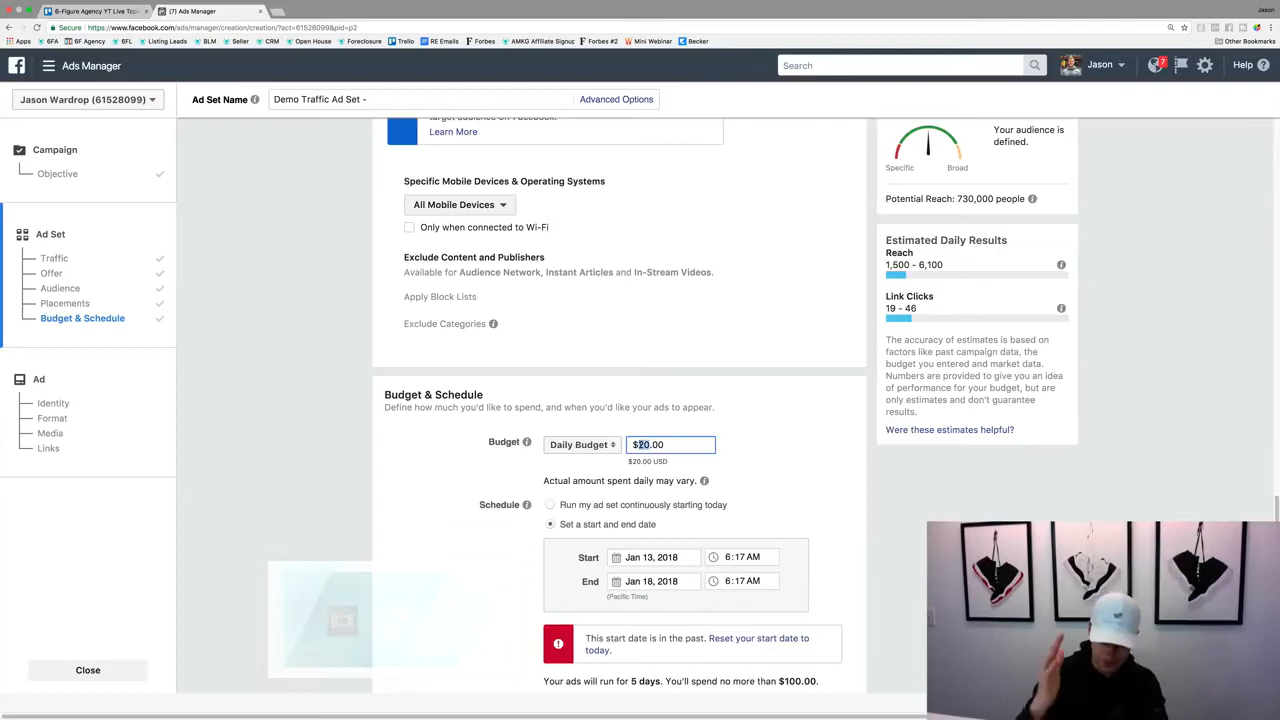 6-Figure Agency YT Live Topi
(7) Ads Manager
Jason
Secure
https://www.facebook.com/ads/manager/creation/creation/?act=61528099&pid=p2
Apps
6FA
6F Agency
6FL
Listing Leads
BLM
Seller
CRM
Open House
Foreclosure
Trello
RE Emails
Forbes
AMKG Affiliate Signup
Forbes #2
Mini Webinar
Becker
Other Bookmarks
Ads Manager
Search
Jason
7
Help
Jason Wardrop (61528099)
Ad Set Name
Demo Traffic Ad Set -
Advanced Options
Campaign
Objective
Ad Set
Traffic
Offer
Audience
Placements
Budget & Schedule
Ad
Identity
Format
Media
Links
Close
target audience on Facebook.
Learn More
Specific Mobile Devices & Operating Systems
All Mobile Devices
Only when connected to Wi-Fi
Exclude Content and Publishers
Available for Audience Network, Instant Articles and In-Stream Videos.
Apply Block Lists
Exclude Categories
Budget & Schedule
Define how much you'd like to spend, and when you'd like your ads to appear.
Budget
Daily Budget
$20.00
$20.00 USD
Actual amount spent daily may vary.
Schedule
Run my ad set continuously starting today
Set a start and end date
Start
Jan 13, 2018
6:17 AM
End
Jan 18, 2018
6:17 AM
(Pacific Time)
This start date is in the past. Reset your start date to
today.
Your ads will run for 5 days. You'll spend no more than $100.00.
Your audience is
defined.
Specific
Broad
Potential Reach: 730,000 people
Estimated Daily Results
Reach
1,500 - 6,100
Link Clicks
19 - 46
The accuracy of estimates is based on
factors like past campaign data, the
budget you entered and market data.
Numbers are provided to give you an idea
of performance for your budget, but are
only estimates and don't guarantee
results.
Were these estimates helpful?